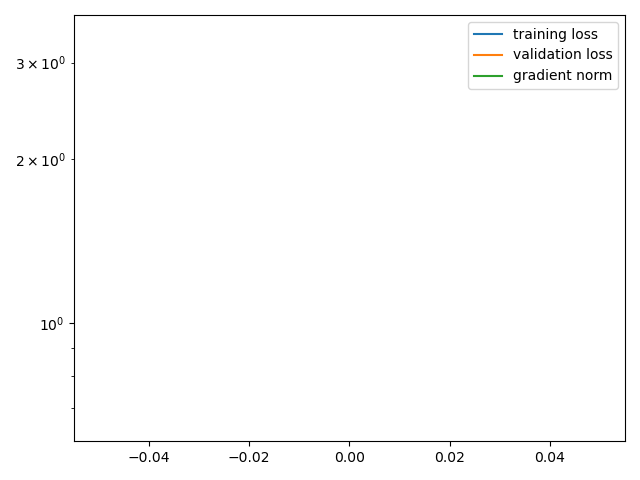 training loss
validation loss
gradient norm
3 × 10⁰
2 × 10⁰
10⁰
−0.04 −0.02 0.00 0.02 0.04